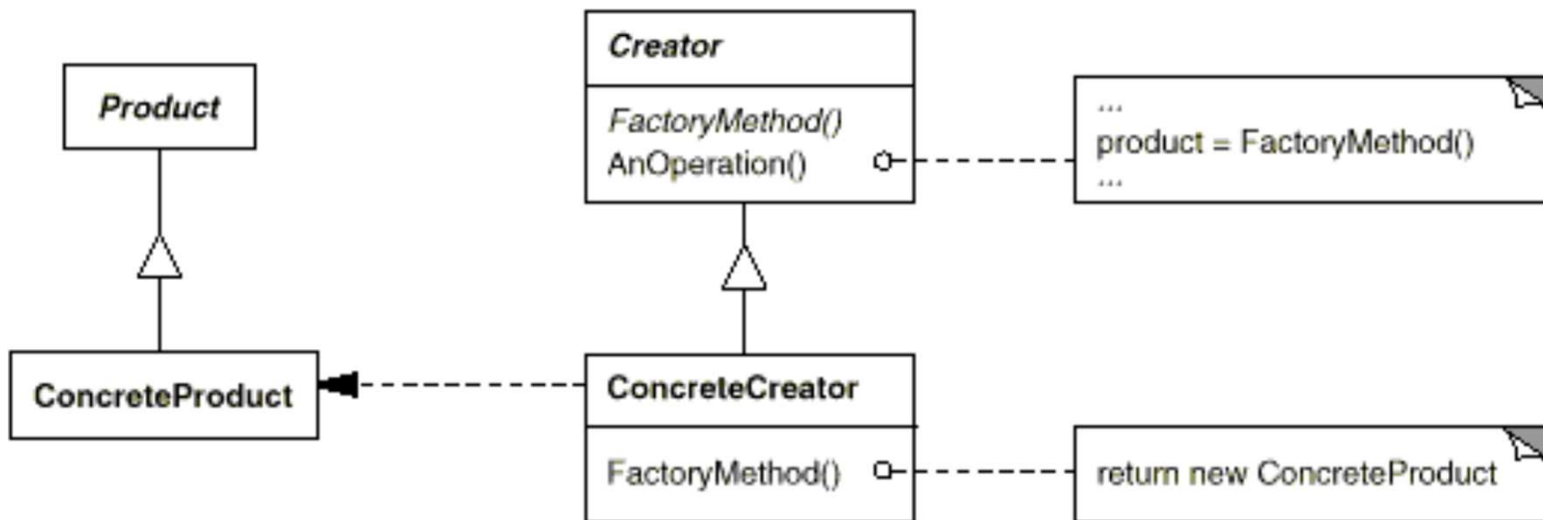 Product
ConcreteProduct
Creator
FactoryMethod()
AnOperation()
...
product = FactoryMethod()
...
ConcreteCreator
FactoryMethod()
return new ConcreteProduct